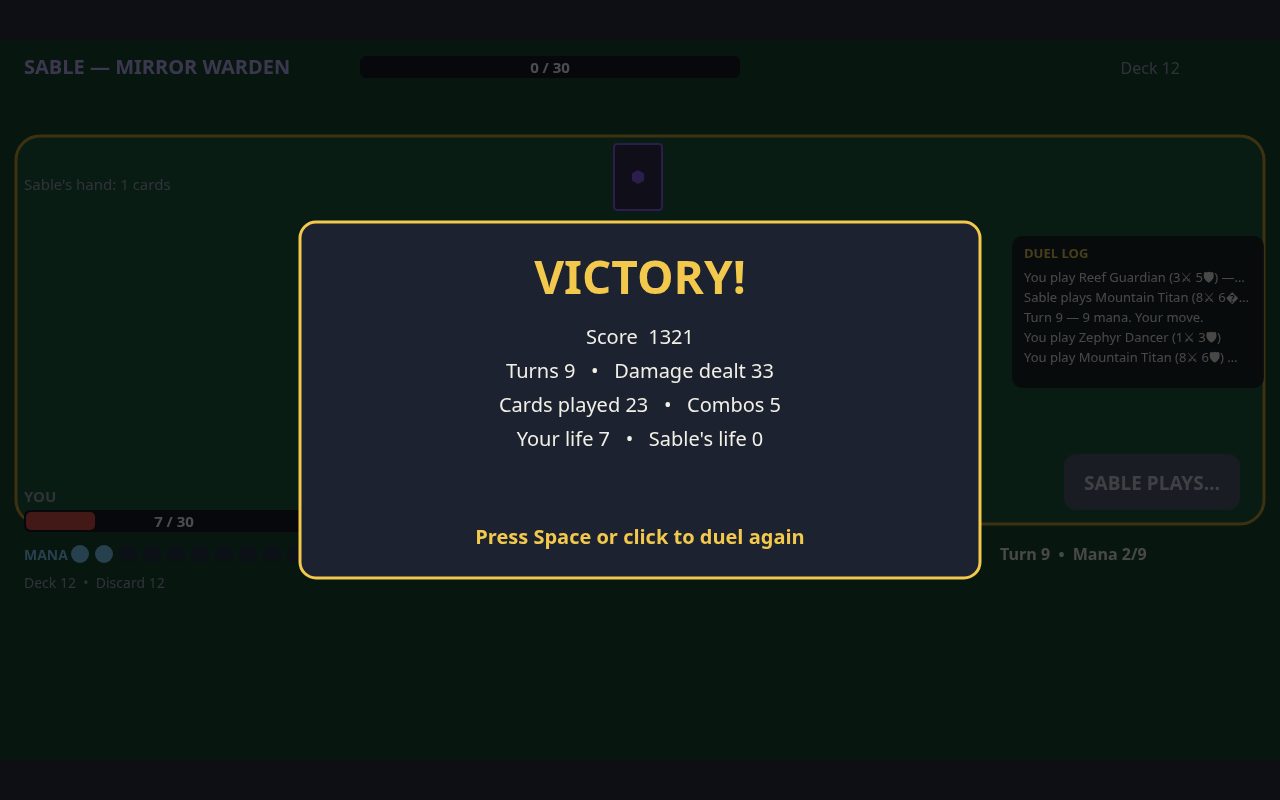 SABLE — MIRROR WARDEN
0 / 30
Deck 12
Sable's hand: 1 cards
VICTORY!
Score 1321
Turns 9 • Damage dealt 33
Cards played 23 • Combos 5
Your life 7 • Sable's life 0
Press Space or click to duel again
DUEL LOG
You play Reef Guardian (3⚔ 5🛡) —...
Sable plays Mountain Titan (8⚔ 6�...
Turn 9 — 9 mana. Your move.
You play Zephyr Dancer (1⚔ 3🛡)
You play Mountain Titan (8⚔ 6🛡) ...
SABLE PLAYS...
YOU
7 / 30
MANA
Turn 9 • Mana 2/9
Deck 12 • Discard 12